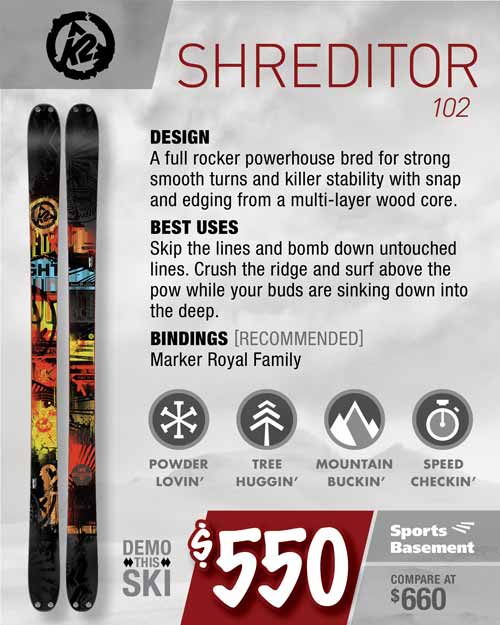 K2
SHREDITOR
102
DESIGN
A full rocker powerhouse bred for strong
smooth turns and killer stability with snap
and edging from a multi-layer wood core.
BEST USES
Skip the lines and bomb down untouched
lines. Crush the ridge and surf above the
pow while your buds are sinking down into
the deep.
BINDINGS [RECOMMENDED]
Marker Royal Family
POWDER
LOVIN'
TREE
HUGGIN'
MOUNTAIN
BUCKIN'
SPEED
CHECKIN'
DEMO
THIS
SKI
$550
Sports
Basement
COMPARE AT
$660